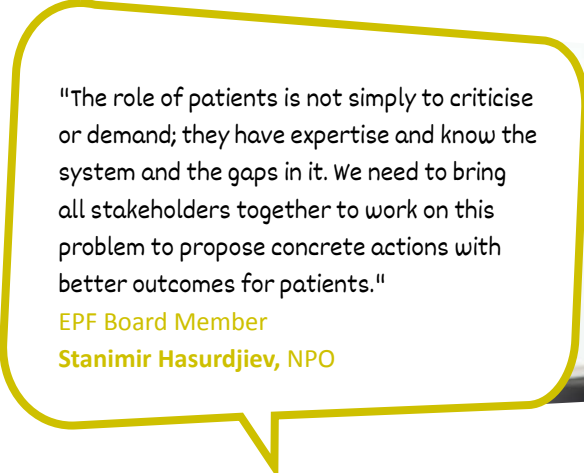 "The role of patients is not simply to criticise
or demand; they have expertise and know the
system and the gaps in it. We need to bring
all stakeholders together to work on this
problem to propose concrete actions with
better outcomes for patients."
EPF Board Member
Stanimir Hasurdjiev, NPO